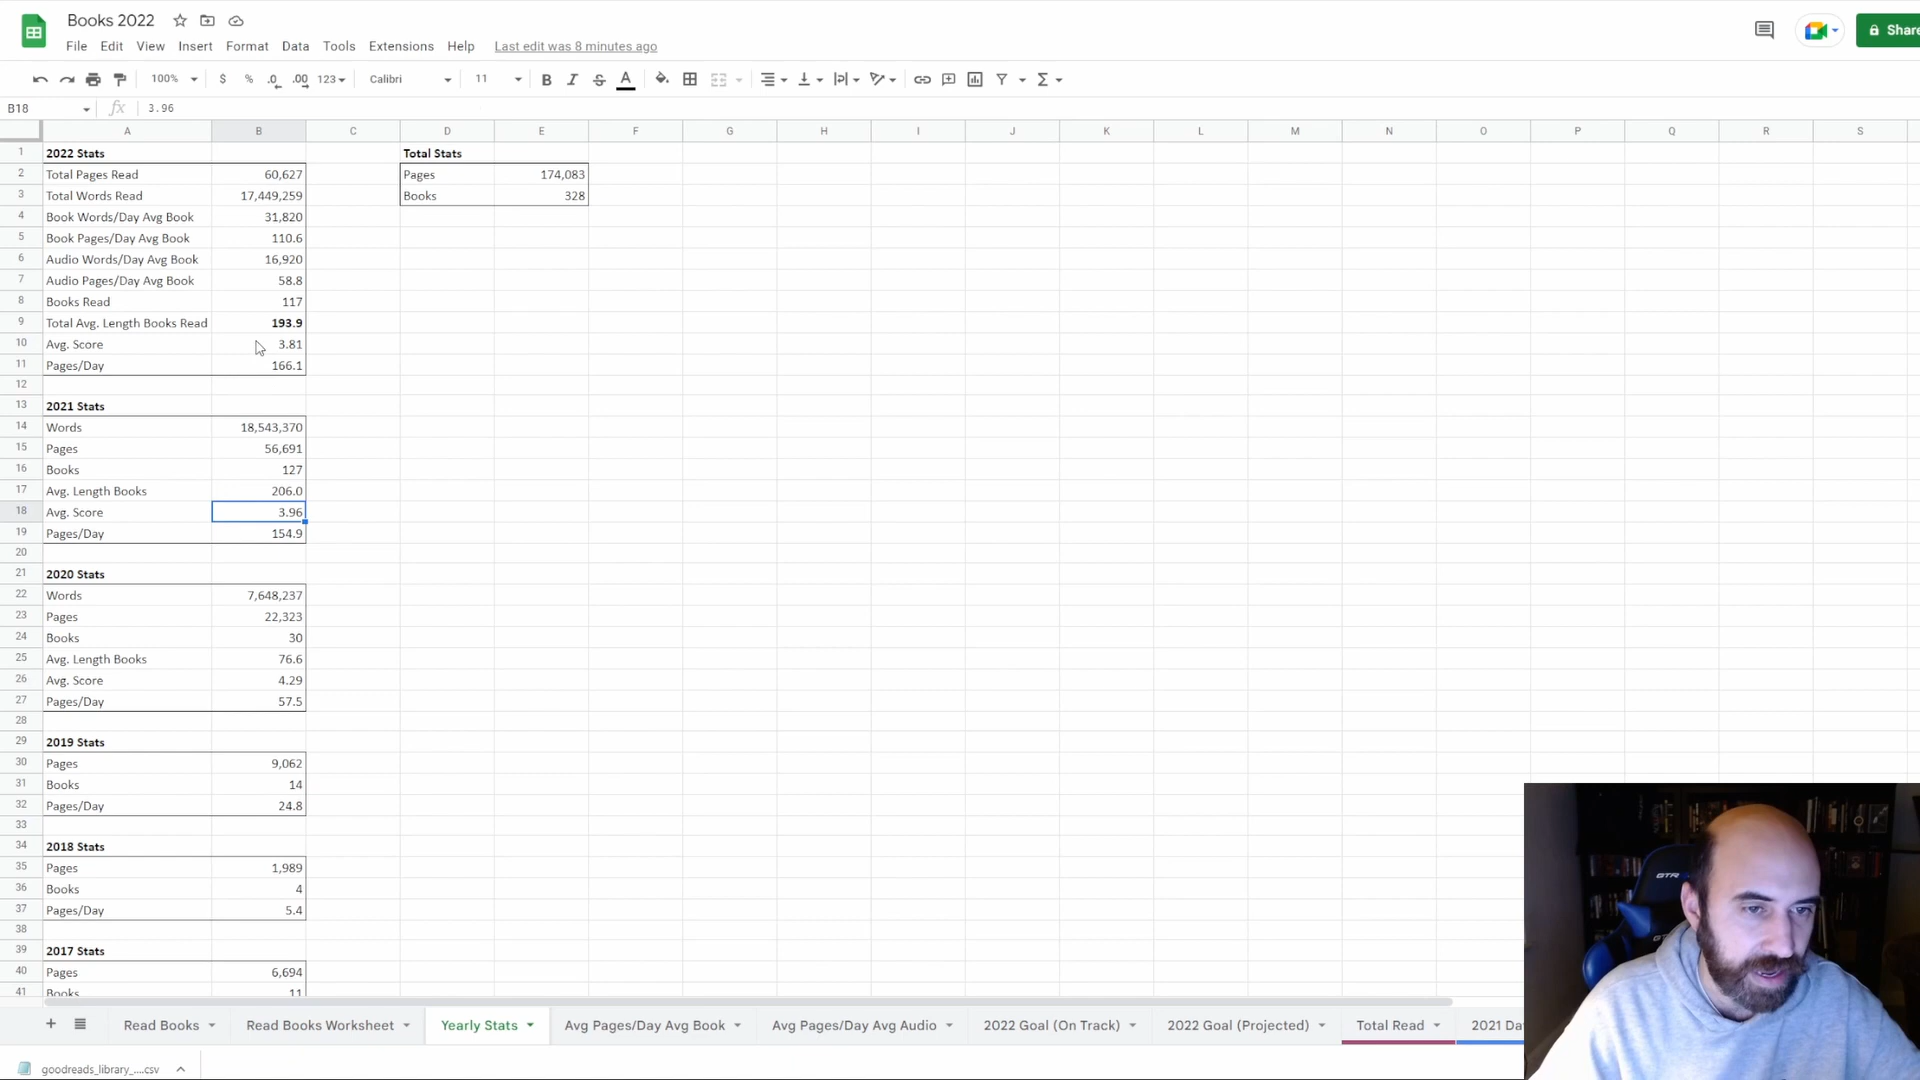 Books 2022
File Edit View Insert Format Data Tools Extensions Help Last edit was 8 minutes ago
Share
100% $ % .0 .00 123 Calibri 11 B I S A
B18 fx 3.96
A B C D E F G H I J K L M N O P Q R S
1 2022 Stats Total Stats
2 Total Pages Read 60,627 Pages 174,083
3 Total Words Read 17,449,259 Books 328
4 Book Words/Day Avg Book 31,820
5 Book Pages/Day Avg Book 110.6
6 Audio Words/Day Avg Book 16,920
7 Audio Pages/Day Avg Book 58.8
8 Books Read 117
9 Total Avg. Length Books Read 193.9
10 Avg. Score 3.81
11 Pages/Day 166.1
12
13 2021 Stats
14 Words 18,543,370
15 Pages 56,691
16 Books 127
17 Avg. Length Books 206.0
18 Avg. Score 3.96
19 Pages/Day 154.9
20
21 2020 Stats
22 Words 7,648,237
23 Pages 22,323
24 Books 30
25 Avg. Length Books 76.6
26 Avg. Score 4.29
27 Pages/Day 57.5
28
29 2019 Stats
30 Pages 9,062
31 Books 14
32 Pages/Day 24.8
33
34 2018 Stats
35 Pages 1,989
36 Books 4
37 Pages/Day 5.4
38
39 2017 Stats
40 Pages 6,694
41 Books 11
GTR
Read Books Read Books Worksheet Yearly Stats Avg Pages/Day Avg Book Avg Pages/Day Avg Audio 2022 Goal (On Track) 2022 Goal (Projected) Total Read 2021 Da
goodreads_library_....csv